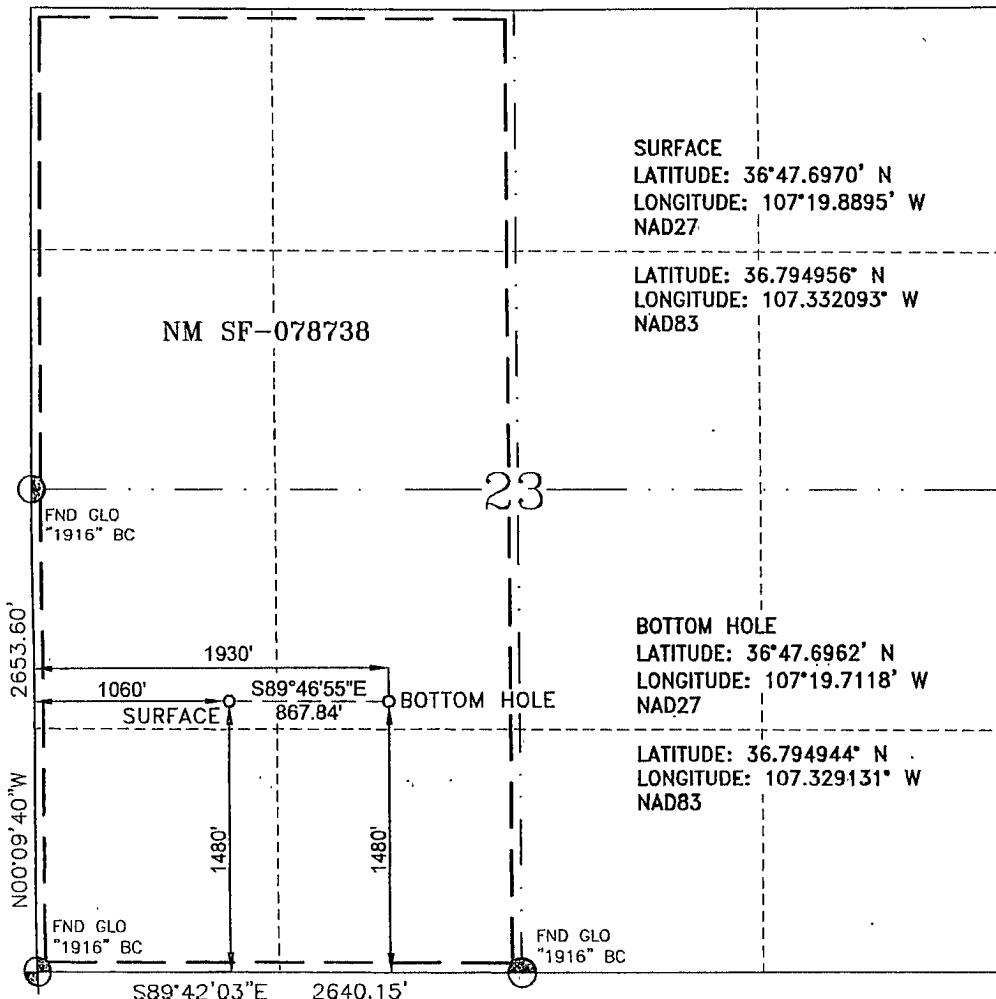 SURFACE
LATITUDE: 36°47.6970' N
LONGITUDE: 107°19.8895' W
NAD27
LATITUDE: 36.794956° N
LONGITUDE: 107.332093° W
NAD83
NM SF-078738
23
FND GLO
"1916" BC
2653.60'
N00°09'40"W
1930'
1060'
S89°46'55"E
867.84'
SURFACE
BOTTOM HOLE
1480'
1480'
BOTTOM HOLE
LATITUDE: 36°47.6962' N
LONGITUDE: 107°19.7118' W
NAD27
LATITUDE: 36.794944° N
LONGITUDE: 107.329131° W
NAD83
FND GLO
"1916" BC
FND GLO
"1916" BC
S89°42'03"E 2640.15'